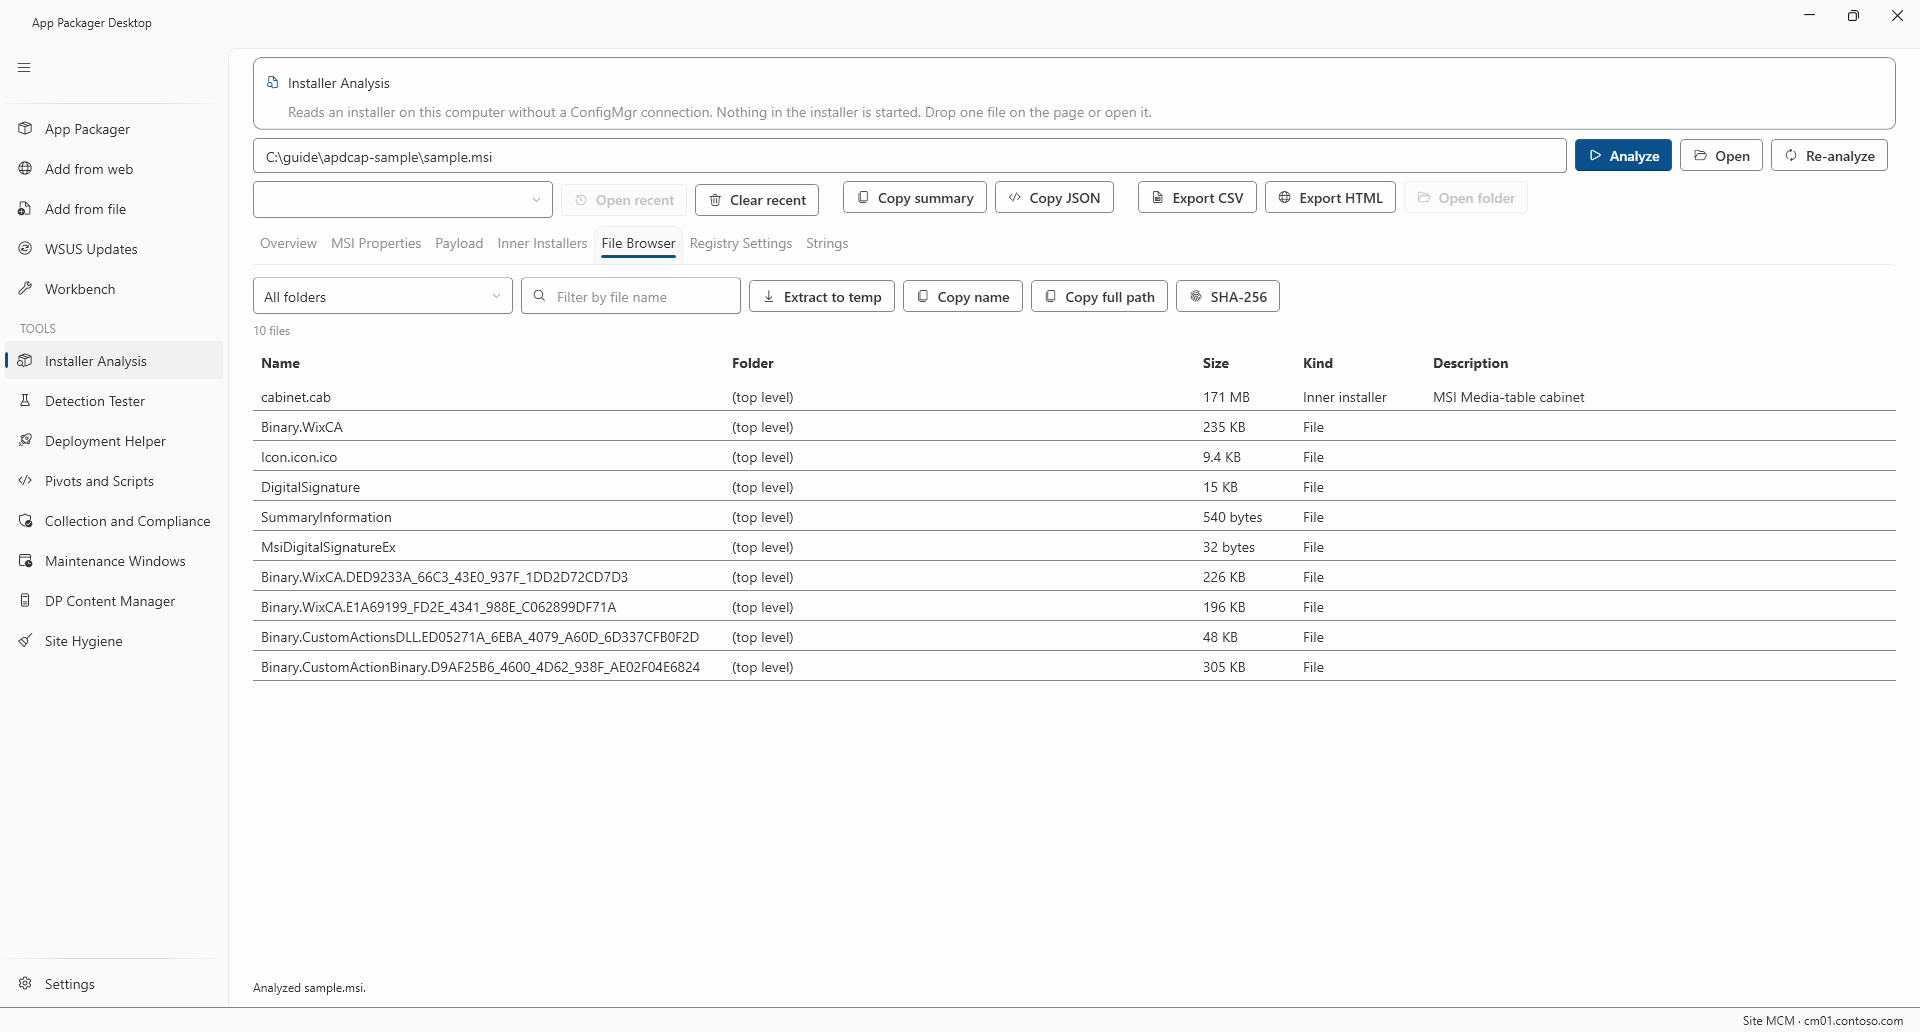 App Packager Desktop
App Packager
Add from web
Add from file
WSUS Updates
Workbench
TOOLS
Installer Analysis
Detection Tester
Deployment Helper
Pivots and Scripts
Collection and Compliance
Maintenance Windows
DP Content Manager
Site Hygiene
Settings
Installer Analysis
Reads an installer on this computer without a ConfigMgr connection. Nothing in the installer is started. Drop one file on the page or open it.
C:\guide\apdcap-sample\sample.msi Analyze Open Re-analyze
Open recent Clear recent Copy summary Copy JSON Export CSV Export HTML Open folder
Overview MSI Properties Payload Inner Installers File Browser Registry Settings Strings
All folders Filter by file name Extract to temp Copy name Copy full path SHA-256
10 files
Name Folder Size Kind Description
cabinet.cab (top level) 171 MB Inner installer MSI Media-table cabinet
Binary.WixCA (top level) 235 KB File
Icon.icon.ico (top level) 9.4 KB File
DigitalSignature (top level) 15 KB File
SummaryInformation (top level) 540 bytes File
MsiDigitalSignatureEx (top level) 32 bytes File
Binary.WixCA.DED9233A_66C3_43E0_937F_1DD2D72CD7D3 (top level) 226 KB File
Binary.WixCA.E1A69199_FD2E_4341_988E_C062899DF71A (top level) 196 KB File
Binary.CustomActionsDLL.ED05271A_6EBA_4079_A60D_6D337CFB0F2D (top level) 48 KB File
Binary.CustomActionBinary.D9AF25B6_4600_4D62_938F_AE02F04E6824 (top level) 305 KB File
Analyzed sample.msi.
Site MCM · cm01.contoso.com